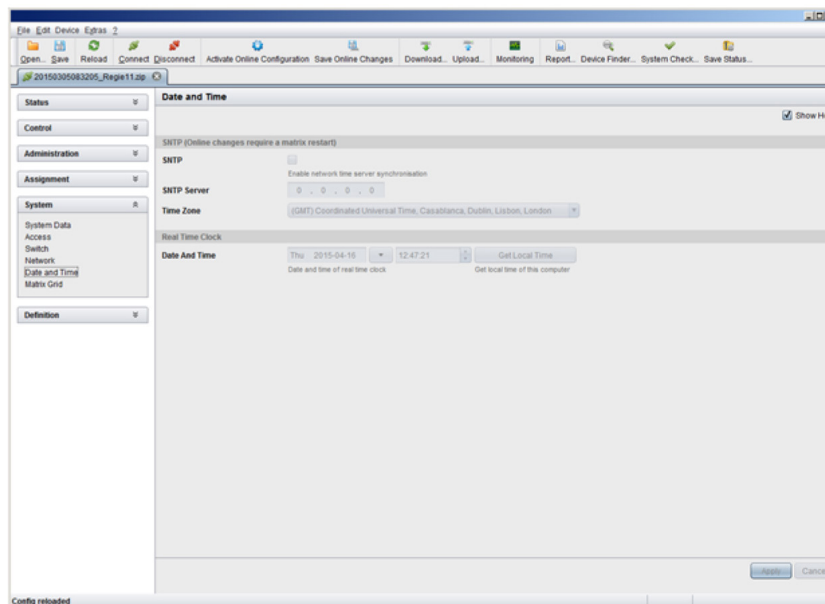 File Edit Device Extras ?
Open... Save Reload Connect Disconnect Activate Online Configuration Save Online Changes Download... Upload... Monitoring Report... Device Finder... System Check... Save Status...
20150305083205_Regie11.zip
Status
Control
Administration
Assignment
System
System Data
Access
Switch
Network
Date and Time
Matrix Grid
Definition
Date and Time
Show
SNTP (Online changes require a matrix restart)
SNTP
Enable network time server synchronisation
SNTP Server 0 . 0 . 0 . 0
Time Zone (GMT) Coordinated Universal Time, Casablanca, Dublin, Lisbon, London
Real Time Clock
Date And Time Thu 2015-04-16 12:47:21 Get Local Time
Date and time of real time clock Get local time of this computer
Apply
Config reloaded